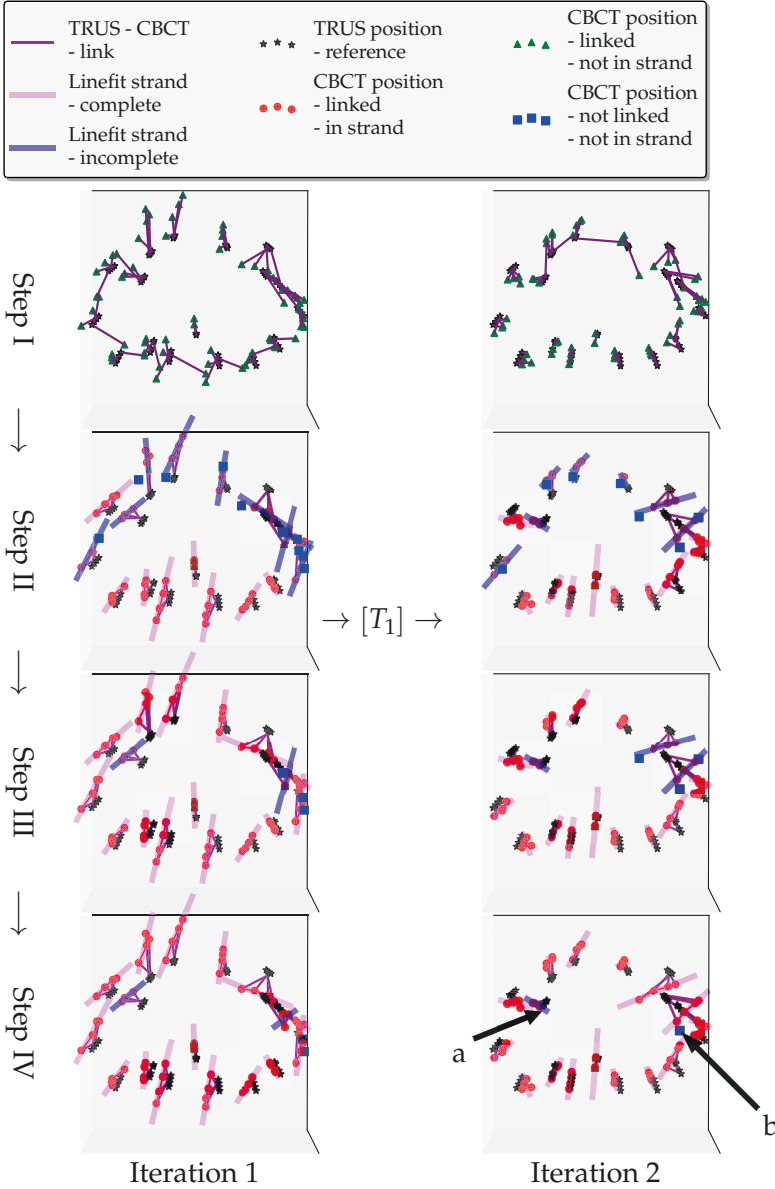 TRUS - CBCT
- link
Linefit strand
- complete
Linefit strand
- incomplete
TRUS position
- reference
CBCT position
- linked
- in strand
CBCT position
- linked
- not in strand
CBCT position
- not linked
- not in strand
Step I
Step II
→ [T₁] →
Step III
Step IV
a
b
Iteration 1
Iteration 2